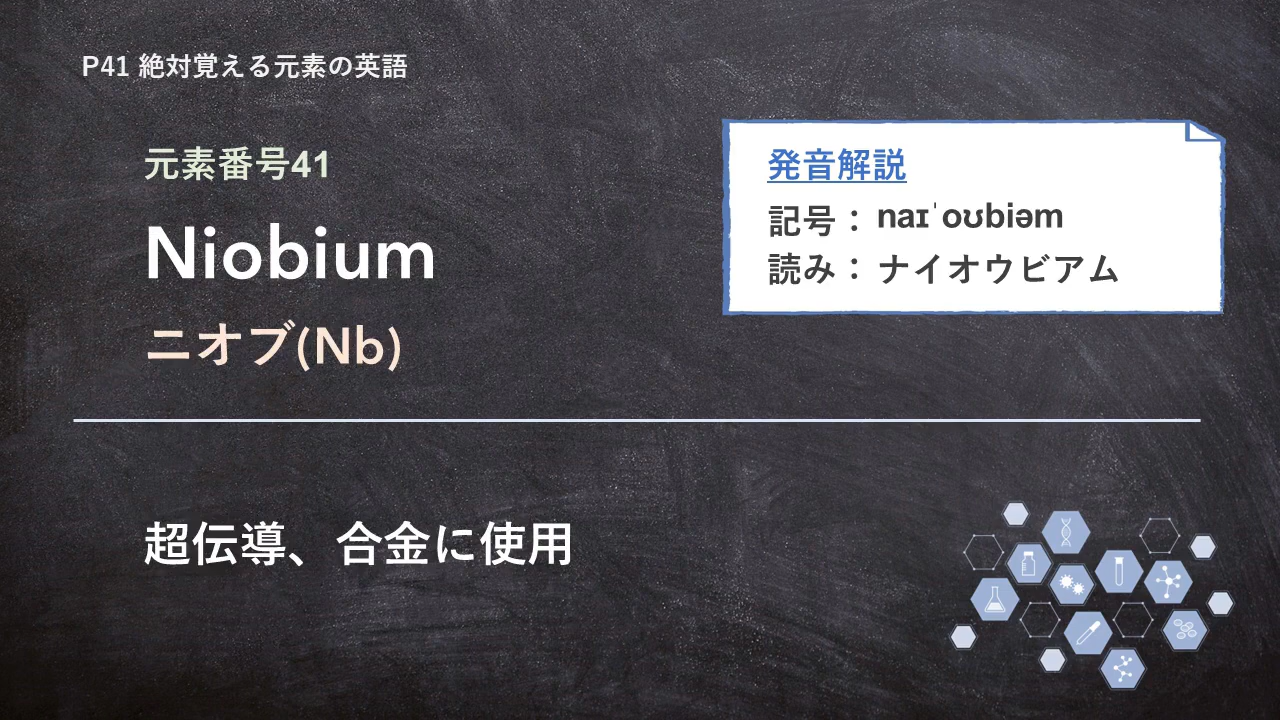 P41 絶対覚える元素の英語
元素番号41
Niobium
ニオブ(Nb)
発音解説
記号： naɪˈoʊbiəm
読み： ナイオウビアム
超伝導、合金に使用